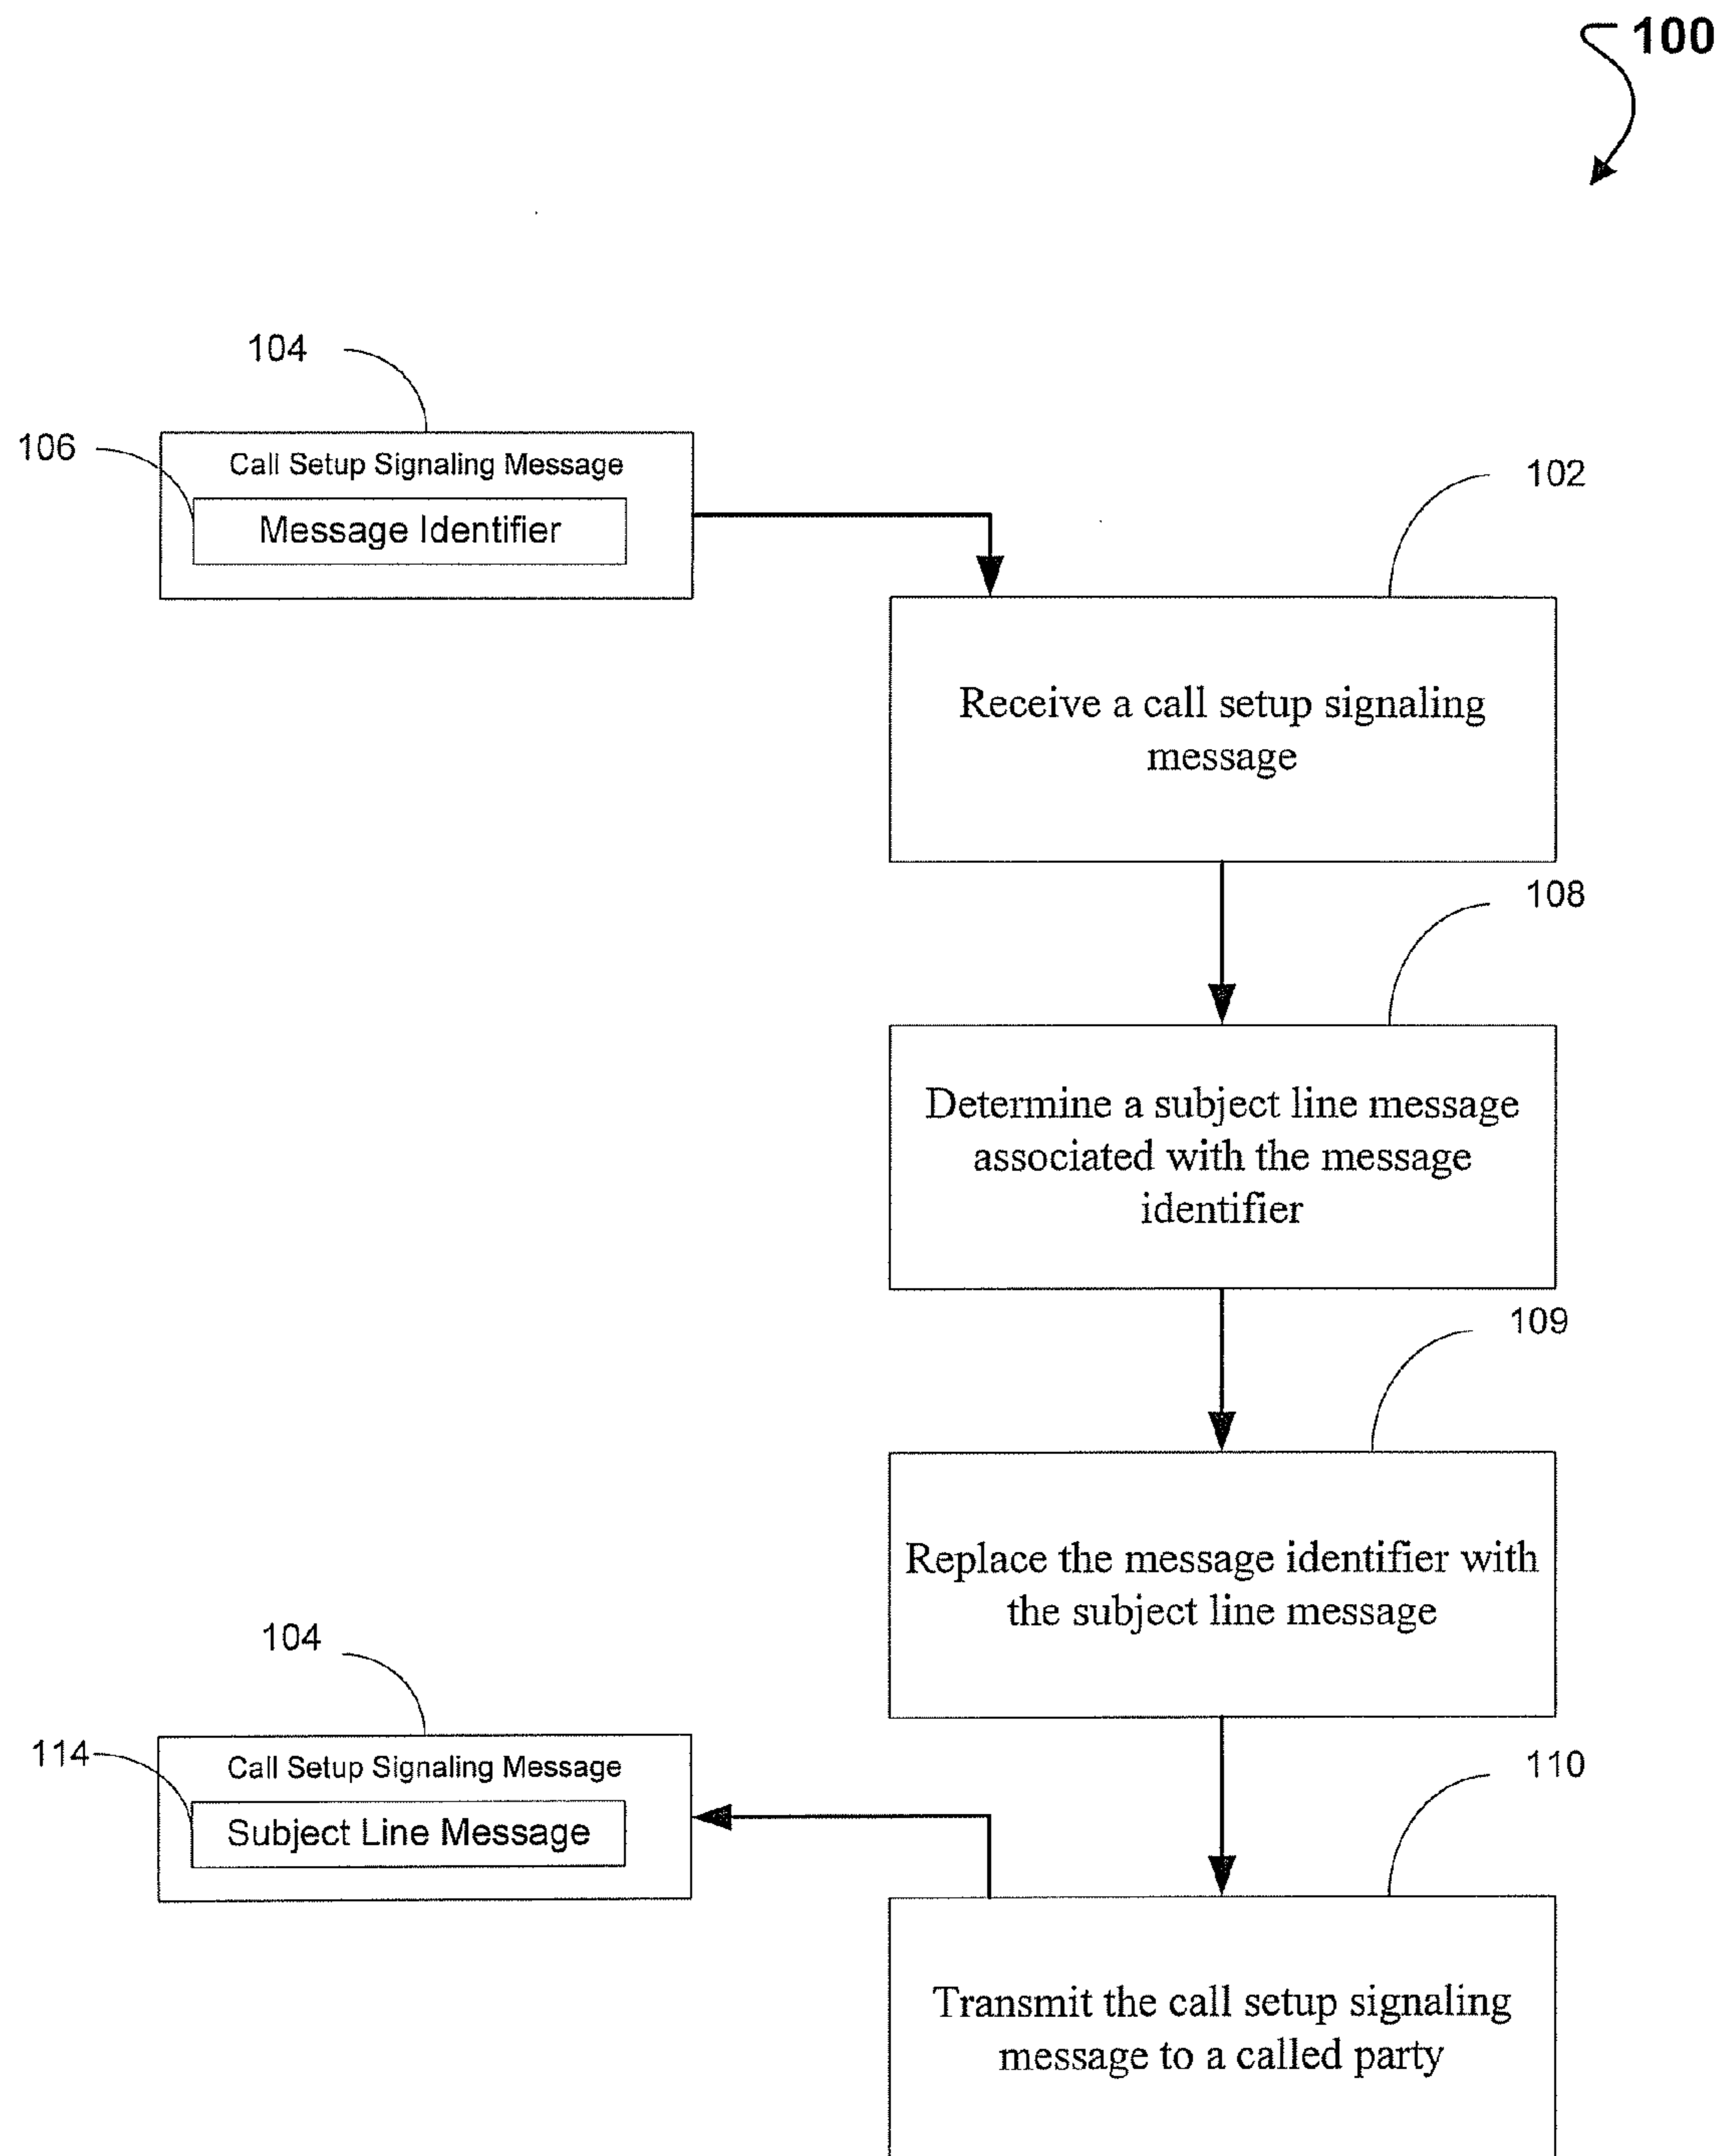 100
104
106
Call Setup Signaling Message
Message Identifier
102
Receive a call setup signaling
message
108
Determine a subject line message
associated with the message
identifier
109
Replace the message identifier with
the subject line message
104
114
Call Setup Signaling Message
Subject Line Message
110
Transmit the call setup signaling
message to a called party